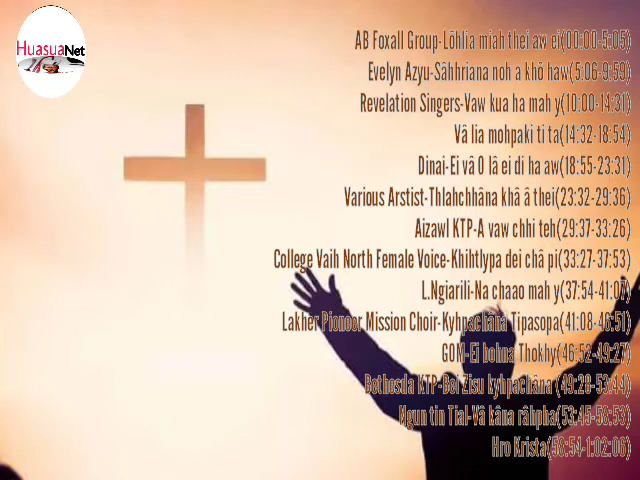 HuasuaNet
AB Foxall Group-Lôhlia miah thei aw ei(00:00-5:05)
Evelyn Azyu-Sâhhriana noh a khô haw(5:06-9:59)
Revelation Singers-Vaw kua ha mah y(10:00-14:31)
Vâ lia mohpaki ti ta(14:32-18:54)
Dinai-Ei vâ O lâ ei di ha aw(18:55-23:31)
Various Arstist-Thlahchhâna khâ â thei(23:32-29:36)
Aizawl KTP-A vaw chhi teh(29:37-33:26)
College Vaih North Female Voice-Khihtlypa dei châ pi(33:27-37:53)
L.Ngiarili-Na chaao mah y(37:54-41:07)
Lakher Pioneer Mission Choir-Kyhpachâna Tipasopa(41:08-46:51)
GOM-Ei bohna Thokhy(46:52-49:27)
Bethesda KTP-Bei Zisu kyhpachâna (49:28-53:44)
Ngun tin Tial-Vâ kâna râhpha(53:45-58:53)
Hro Krista(58:54-1:02:06)